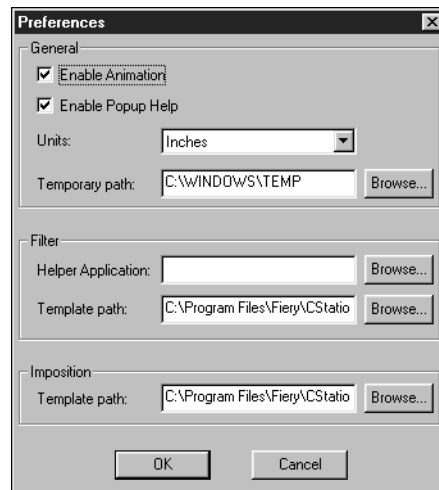 Preferences
General
Enable Animation
Enable Popup Help
Units: Inches
Temporary path: C:\WINDOWS\TEMP Browse...
Filter
Helper Application: Browse...
Template path: C:\Program Files\Fiery\CStatio Browse...
Imposition
Template path: C:\Program Files\Fiery\CStatio Browse...
OK Cancel